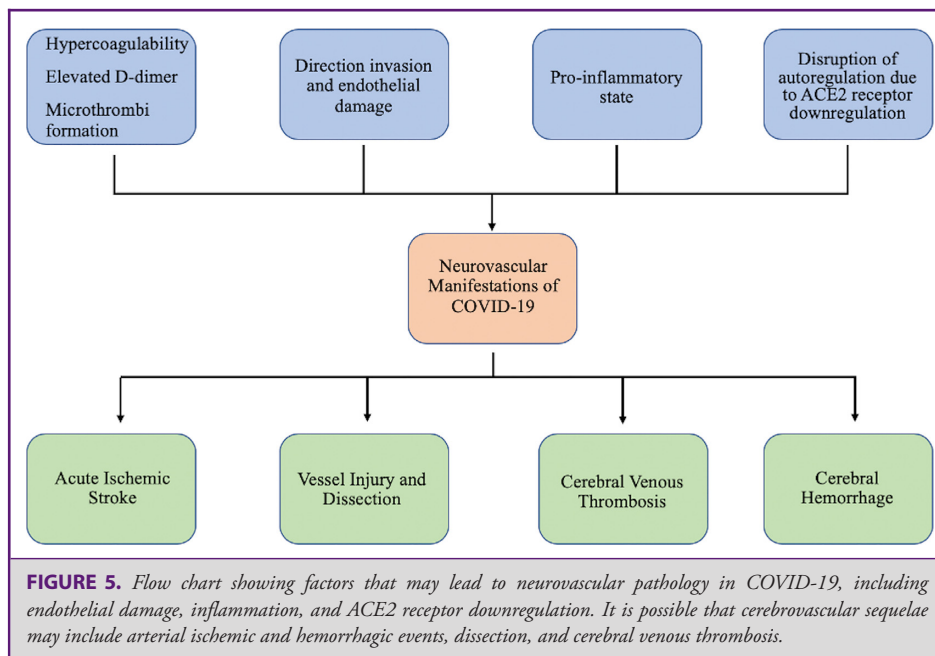 Hypercoagulability
Elevated D-dimer
Microthrombi
formation
Direction invasion
and endothelial
damage
Pro-inflammatory
state
Disruption of
autoregulation due
to ACE2 receptor
downregulation
Neurovascular
Manifestations of
COVID-19
Acute Ischemic
Stroke
Vessel Injury and
Dissection
Cerebral Venous
Thrombosis
Cerebral
Hemorrhage
FIGURE 5. Flow chart showing factors that may lead to neurovascular pathology in COVID-19, including
endothelial damage, inflammation, and ACE2 receptor downregulation. It is possible that cerebrovascular sequelae
may include arterial ischemic and hemorrhagic events, dissection, and cerebral venous thrombosis.